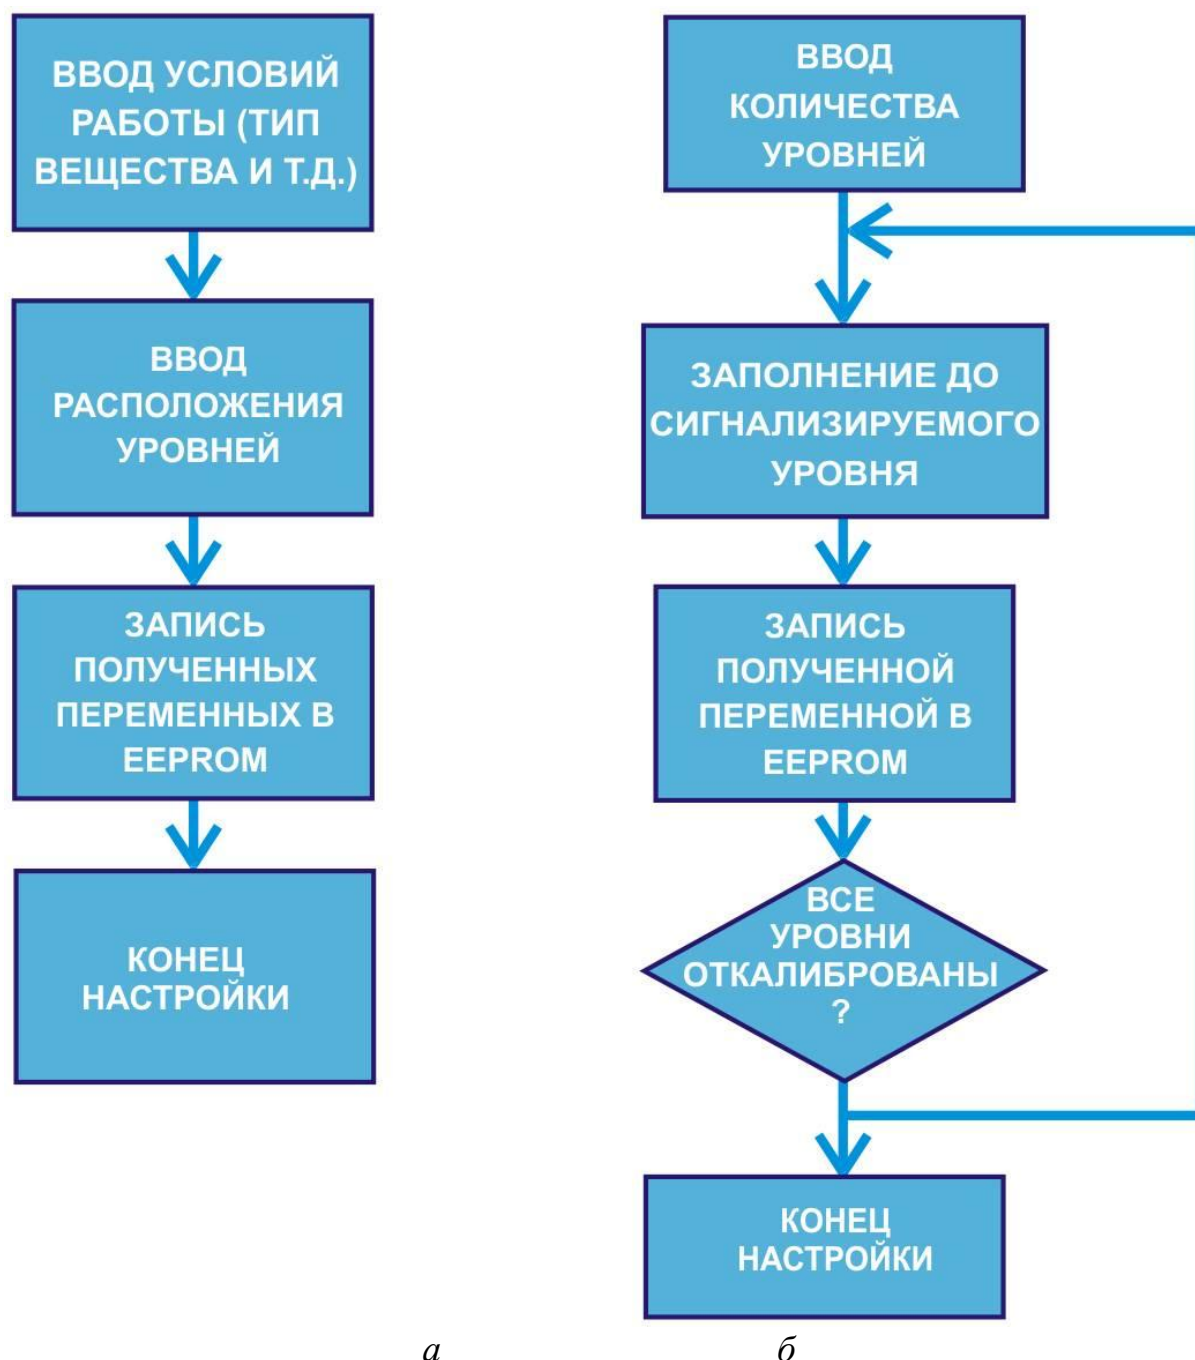 ВВОД УСЛОВИЙ
РАБОТЫ (ТИП
ВЕЩЕСТВА И Т.Д.)
ВВОД
РАСПОЛОЖЕНИЯ
УРОВНЕЙ
ЗАПИСЬ
ПОЛУЧЕННЫХ
ПЕРЕМЕННЫХ В
EEPROM
КОНЕЦ
НАСТРОЙКИ
а
ВВОД
КОЛИЧЕСТВА
УРОВНЕЙ
ЗАПОЛНЕНИЕ ДО
СИГНАЛИЗИРУЕМОГО
УРОВНЯ
ЗАПИСЬ
ПОЛУЧЕННОЙ
ПЕРЕМЕННОЙ В
EEPROM
ВСЕ
УРОВНИ
ОТКАЛИБРОВАНЫ
?
КОНЕЦ
НАСТРОЙКИ
б